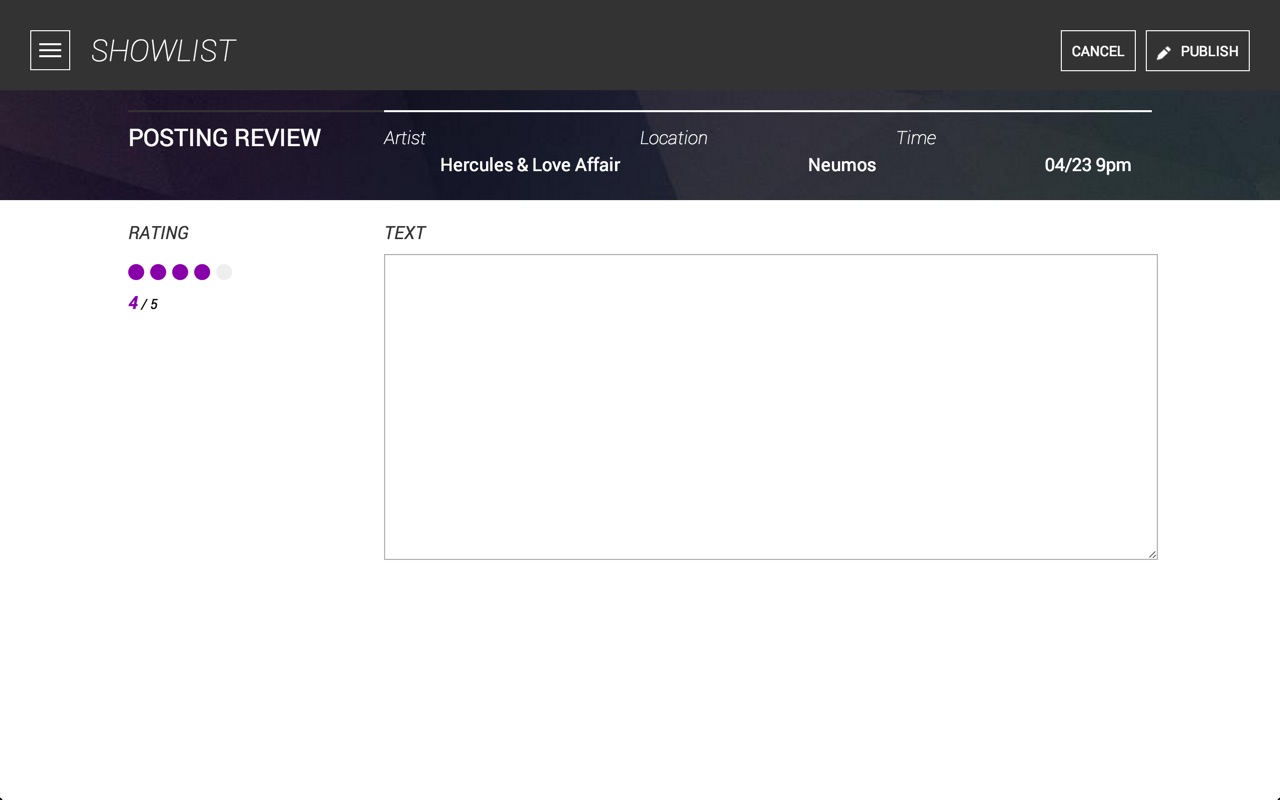 SHOWLIST
CANCEL
PUBLISH
POSTING REVIEW
Artist
Hercules & Love Affair
Location
Neumos
Time
04/23 9pm
RATING
4 / 5
TEXT